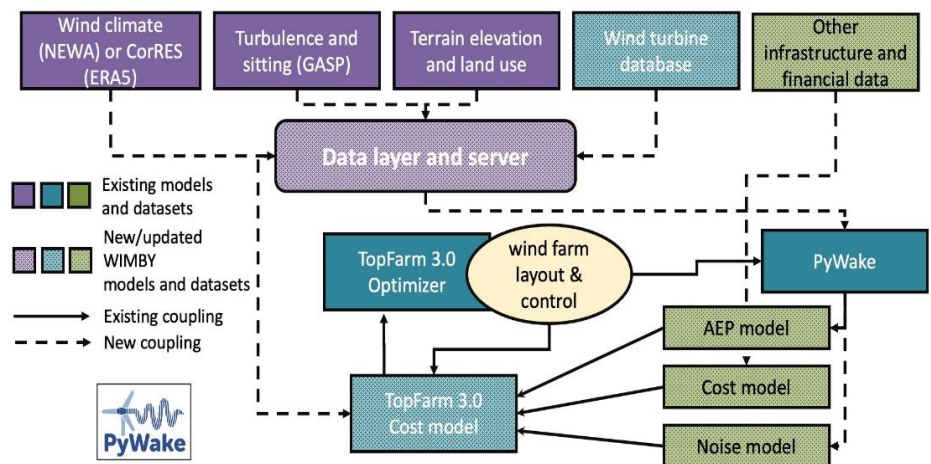 Wind climate
(NEWA) or CorRES
(ERA5)
Turbulence and
sitting (GASP)
Terrain elevation
and land use
Wind turbine
database
Other
infrastructure and
financial data
Data layer and server
Existing models
and datasets
New/updated
WIMBY
models and datasets
Existing coupling
New coupling
TopFarm 3.0
Optimizer
wind farm
layout &
control
PyWake
AEP model
Cost model
Noise model
TopFarm 3.0
Cost model
PyWake